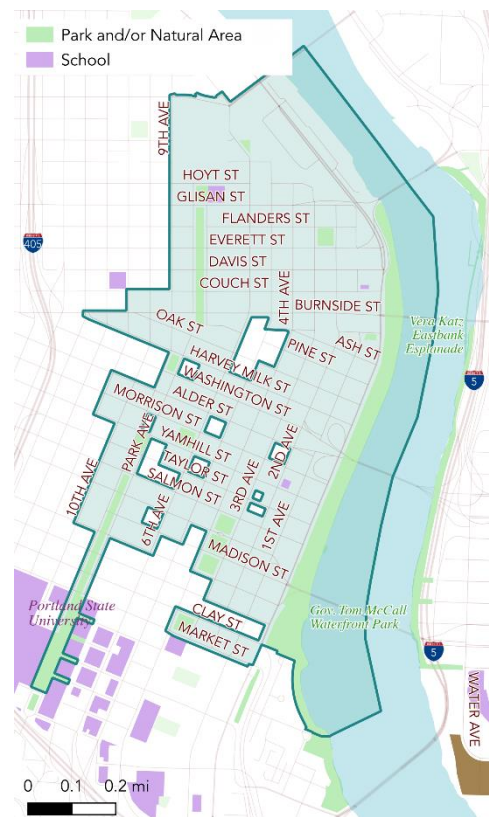 Park and/or Natural Area
School
9TH AVE
HOYT ST
GLISAN ST
FLANDERS ST
EVERETT ST
DAVIS ST
COUCH ST
4TH AVE
BURNSIDE ST
405
OAK ST
PINE ST
ASH ST
Vera Katz
Eastbank
Esplanade
HARVEY MILK ST
WASHINGTON ST
5
ALDER ST
MORRISON ST
PARK AVE
YAMHILL ST
TAYLOR ST
SALMON ST
2ND AVE
3RD AVE
10TH AVE
6TH AVE
1ST AVE
MADISON ST
Portland State
University
CLAY ST
MARKET ST
Gov. Tom McCall
Waterfront Park
5
WATER AVE
0 0.1 0.2 mi